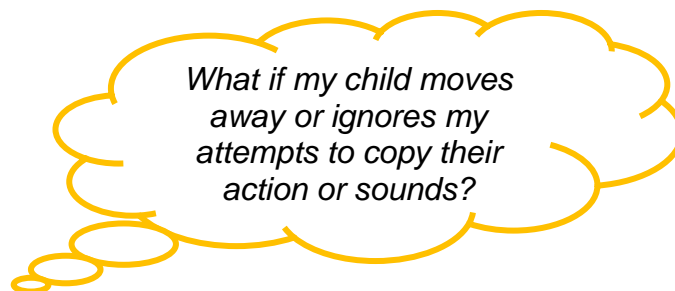 What if my child moves
away or ignores my
attempts to copy their
action or sounds?